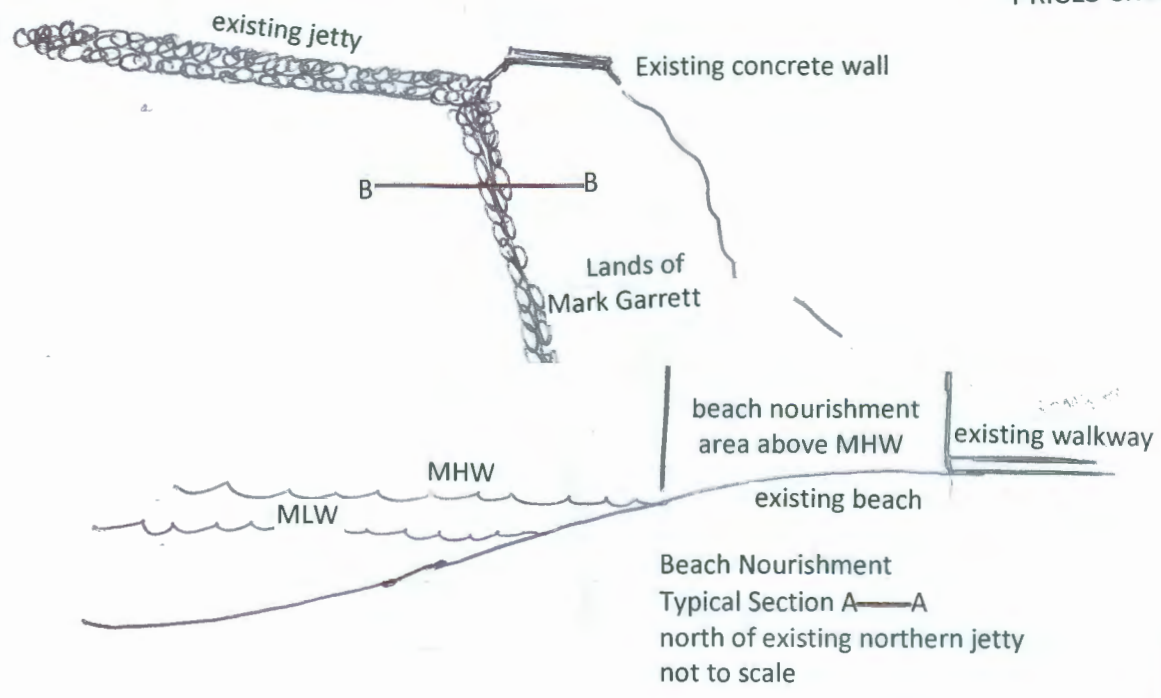 existing jetty
Existing concrete wall
B B
Lands of
Mark Garrett
beach nourishment
area above MHW
existing walkway
MHW
existing beach
MLW
Beach Nourishment
Typical Section A A
north of existing northern jetty
not to scale